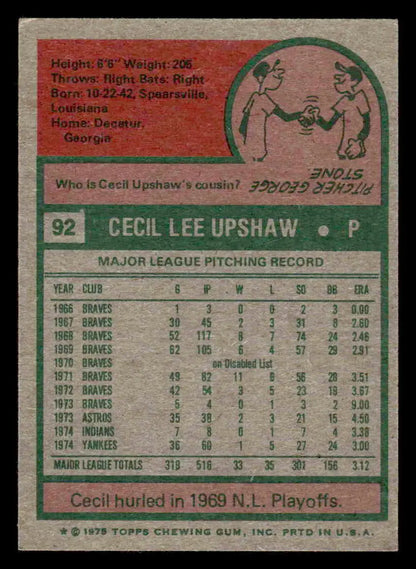 Height: 6'6" Weight: 205
Throws: Right Bats: Right
Born: 10-22-42, Spearsville,
Louisiana
Home: Decatur,
Georgia
Who is Cecil Upshaw's cousin?
PITCHER GEORGE
STONE
92 CECIL LEE UPSHAW • P
MAJOR LEAGUE PITCHING RECORD
YEAR CLUB G IP W L SO BB ERA
1966 BRAVES 1 3 0 0 2 3 0.00
1967 BRAVES 30 45 2 3 31 8 2.60
1968 BRAVES 52 117 8 7 74 24 2.46
1969 BRAVES 62 105 6 4 57 29 2.91
1970 BRAVES on Disabled List
1971 BRAVES 49 82 11 6 56 28 3.51
1972 BRAVES 42 54 3 5 23 19 3.67
1973 BRAVES 5 4 0 1 3 2 9.00
1973 ASTROS 35 38 2 3 21 15 4.50
1974 INDIANS 7 8 0 1 7 4 3.38
1974 YANKEES 36 60 1 5 27 24 3.00
MAJOR LEAGUE TOTALS 319 516 33 35 301 156 3.12
Cecil hurled in 1969 N.L. Playoffs.
★ © 1975 TOPPS CHEWING GUM, INC. PRTD IN U.S.A.